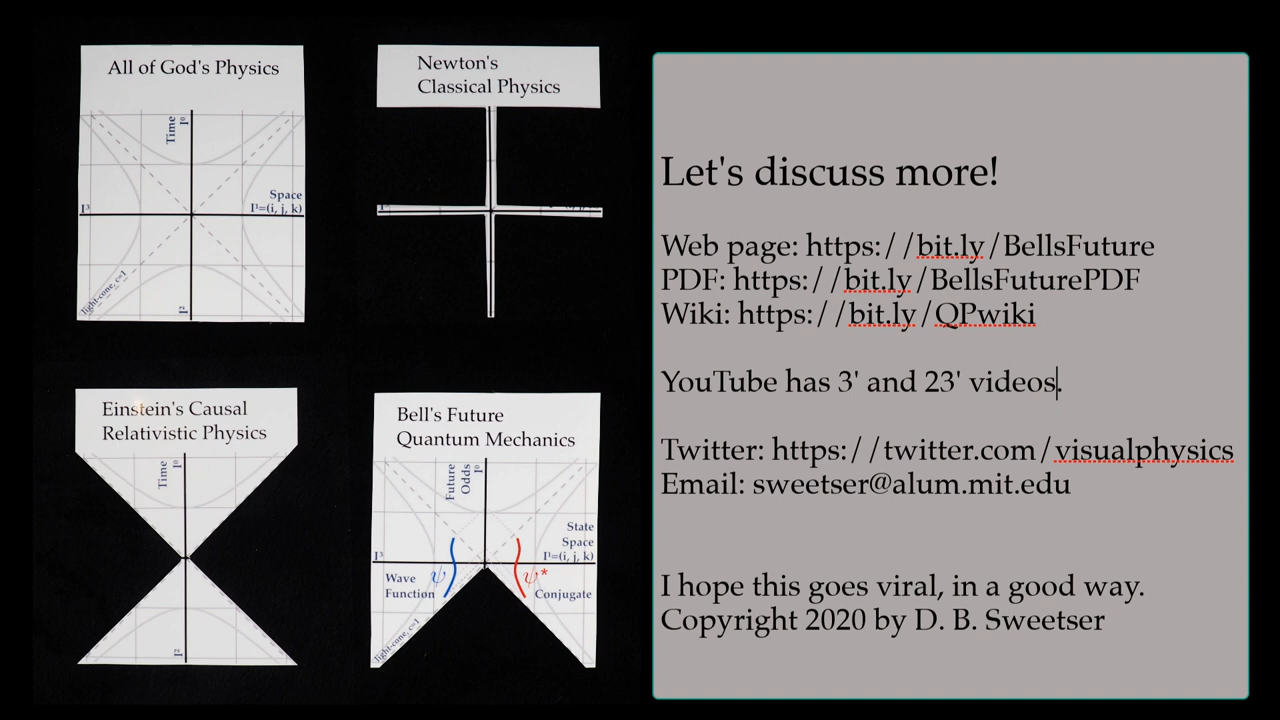 All of God's Physics
Time
I⁰
Space
I¹=(i, j, k)
I³
light-cone, c=1
I²
Newton's
Classical Physics
Einstein's Causal
Relativistic Physics
Time
I⁰
I²
Bell's Future
Quantum Mechanics
Future
Odds
I⁰
State
Space
I¹=(i, j, k)
I³
Wave
Function
ψ
ψ*
Conjugate
light-cone, c=1
Let's discuss more!
Web page: https://bit.ly/BellsFuture
PDF: https://bit.ly/BellsFuturePDF
Wiki: https://bit.ly/QPwiki
YouTube has 3' and 23' videos.
Twitter: https://twitter.com/visualphysics
Email: sweetser@alum.mit.edu
I hope this goes viral, in a good way.
Copyright 2020 by D. B. Sweetser